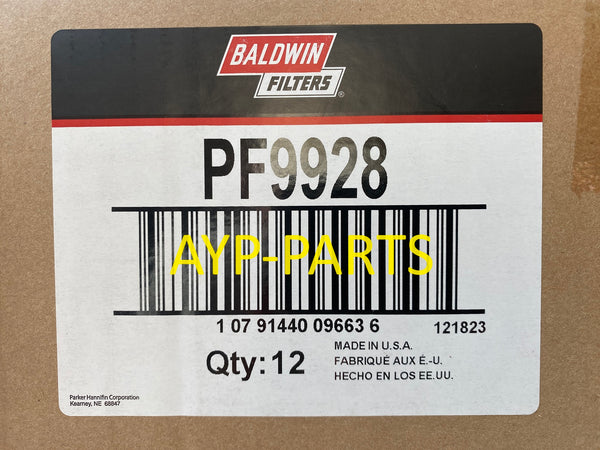 BALDWIN
FILTERS®
PF9928
AYP-PARTS
1 07 91440 09663 6
121823
Qty: 12
MADE IN U.S.A.
FABRIQUÉ AUX É.-U.
HECHO EN LOS EE.UU.
Parker Hannifin Corporation
Kearney, NE 68847